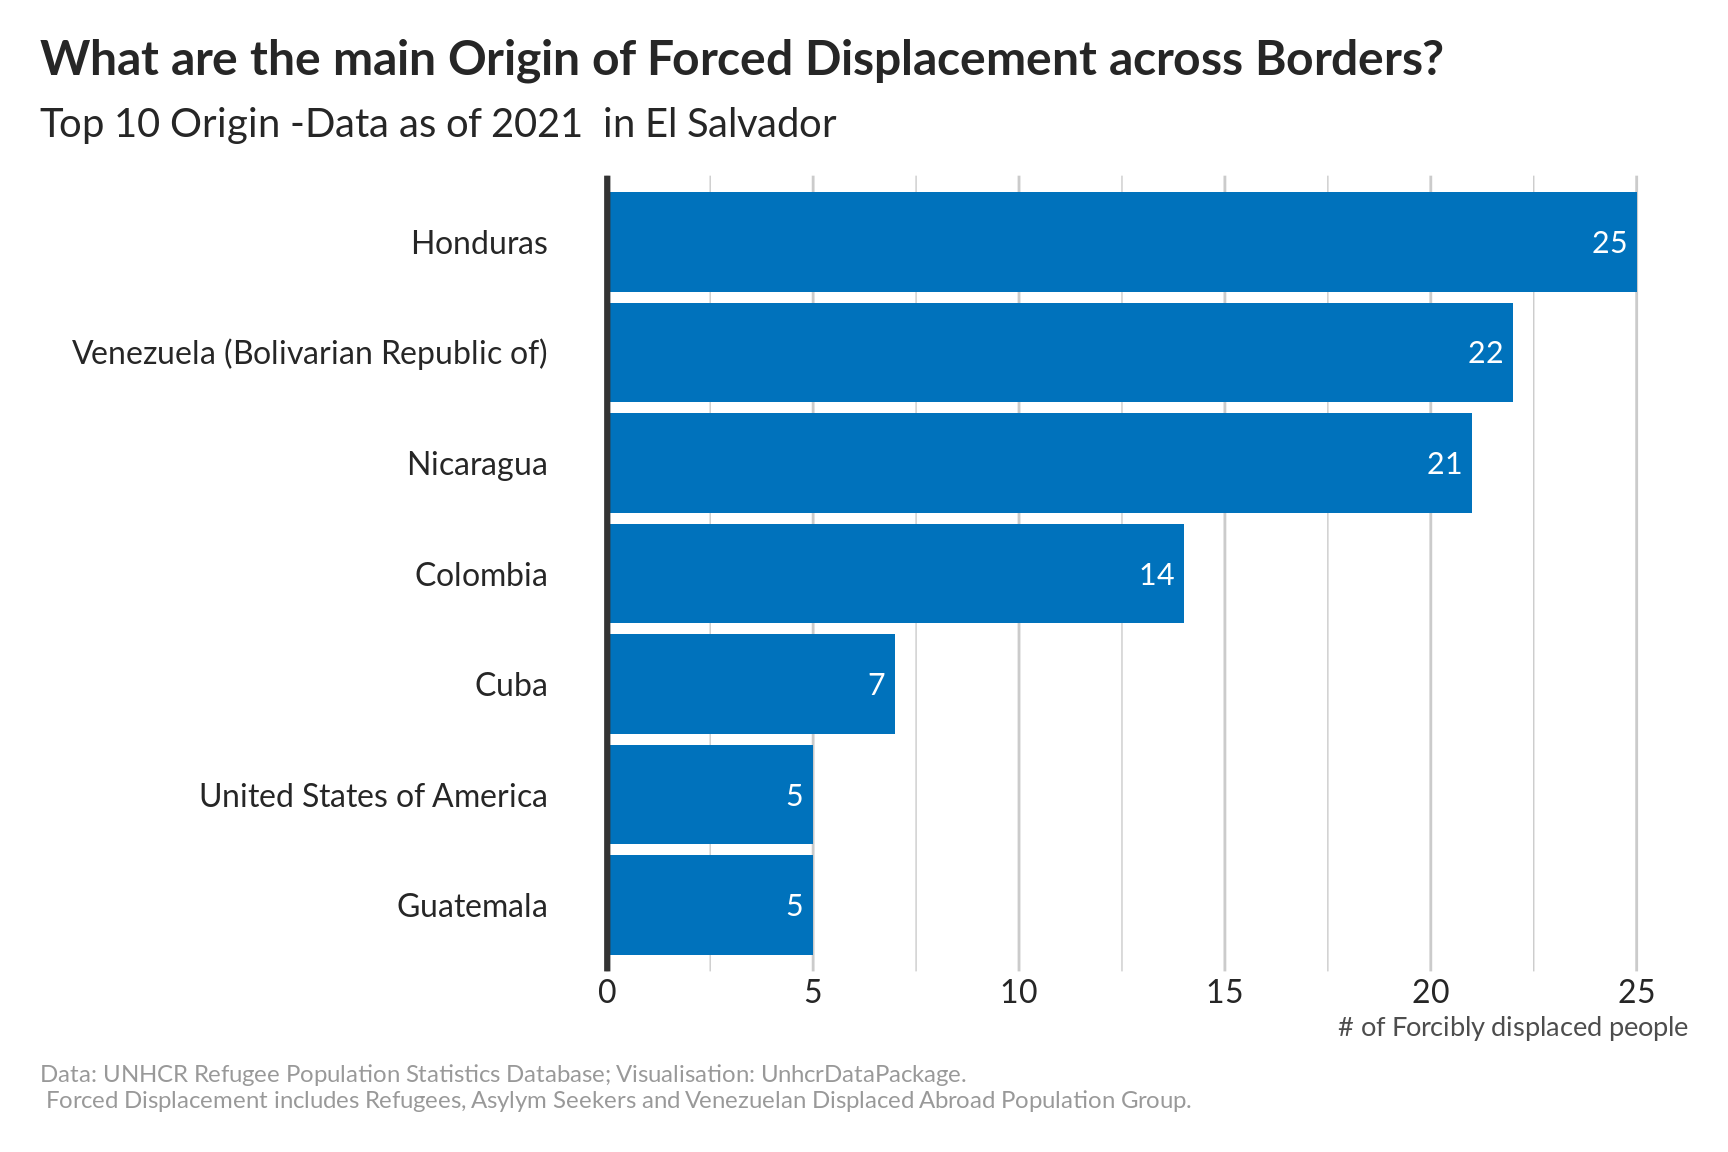 What are the main Origin of Forced Displacement across Borders?
Top 10 Origin -Data as of 2021  in El Salvador
Honduras
25
Venezuela (Bolivarian Republic of)
22
Nicaragua
21
Colombia
14
Cuba
7
United States of America
5
Guatemala
5
0 5 10 15 20 25
# of Forcibly displaced people
Data: UNHCR Refugee Population Statistics Database; Visualisation: UnhcrDataPackage.
Forced Displacement includes Refugees, Asylym Seekers and Venezuelan Displaced Abroad Population Group.